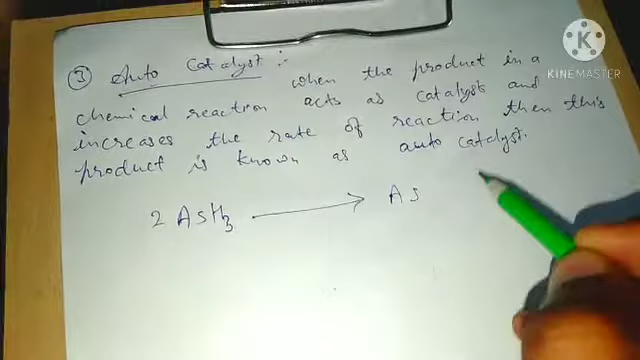 ③ Auto Catalyst :-
when the product in a
chemical reaction acts as catalysts and
increases the rate of reaction then this
product is known as auto catalyst.
2 AsH3 ⟶ As
K
KINEMASTER